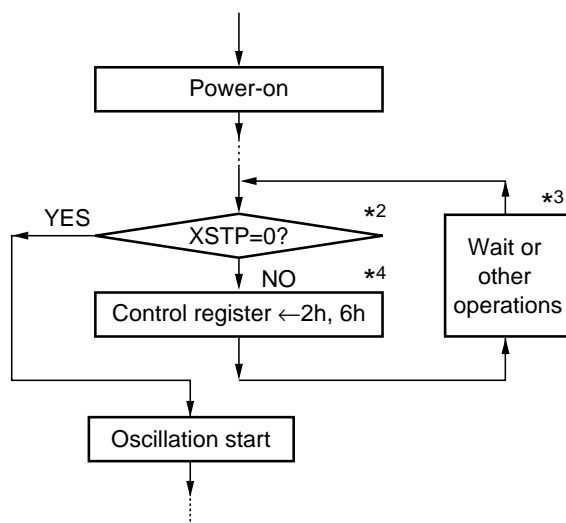 Power-on
*2
*3
YES
XSTP=0?
Wait or
other
operations
NO
*4
Control register ←2h, 6h
Oscillation start